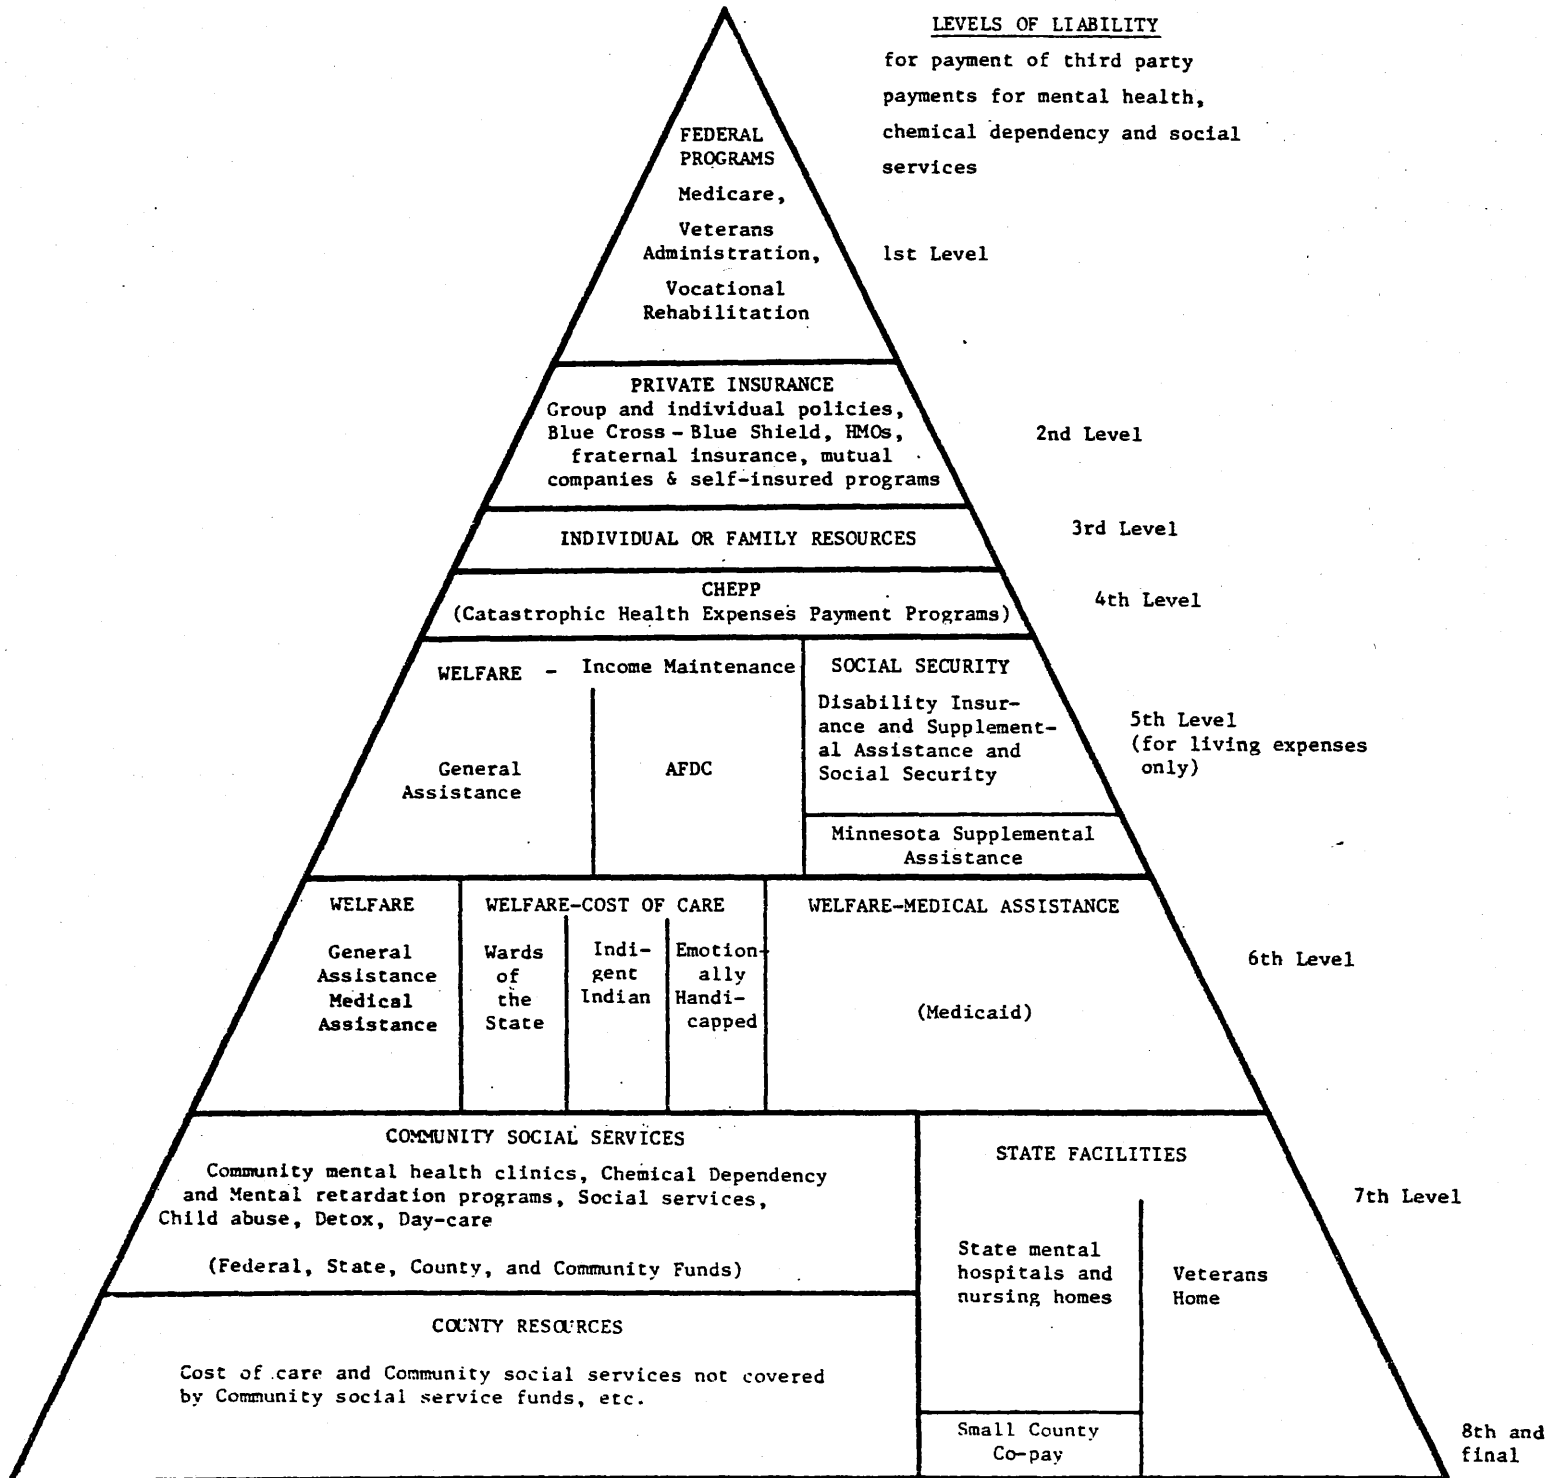 LEVELS OF LIABILITY
for payment of third party
payments for mental health,
chemical dependency and social
services
FEDERAL
PROGRAMS
Medicare,
Veterans
Administration,
Vocational
Rehabilitation
1st Level
PRIVATE INSURANCE
Group and individual policies,
Blue Cross - Blue Shield, HMOs,
fraternal insurance, mutual
companies & self-insured programs
2nd Level
INDIVIDUAL OR FAMILY RESOURCES
3rd Level
CHEPP
(Catastrophic Health Expenses Payment Programs)
4th Level
WELFARE - Income Maintenance
General
Assistance
AFDC
SOCIAL SECURITY
Disability Insur-
ance and Supplement-
al Assistance and
Social Security
Minnesota Supplemental
Assistance
5th Level
(for living expenses
only)
WELFARE
General
Assistance
Medical
Assistance
WELFARE-COST OF CARE
Wards
of
the
State
Indi-
gent
Indian
Emotion-
ally
Handi-
capped
WELFARE-MEDICAL ASSISTANCE
(Medicaid)
6th Level
COMMUNITY SOCIAL SERVICES
Community mental health clinics, Chemical Dependency
and Mental retardation programs, Social services,
Child abuse, Detox, Day-care
(Federal, State, County, and Community Funds)
STATE FACILITIES
State mental
hospitals and
nursing homes
Veterans
Home
7th Level
COUNTY RESOURCES
Cost of care and Community social services not covered
by Community social service funds, etc.
Small County
Co-pay
8th and
final